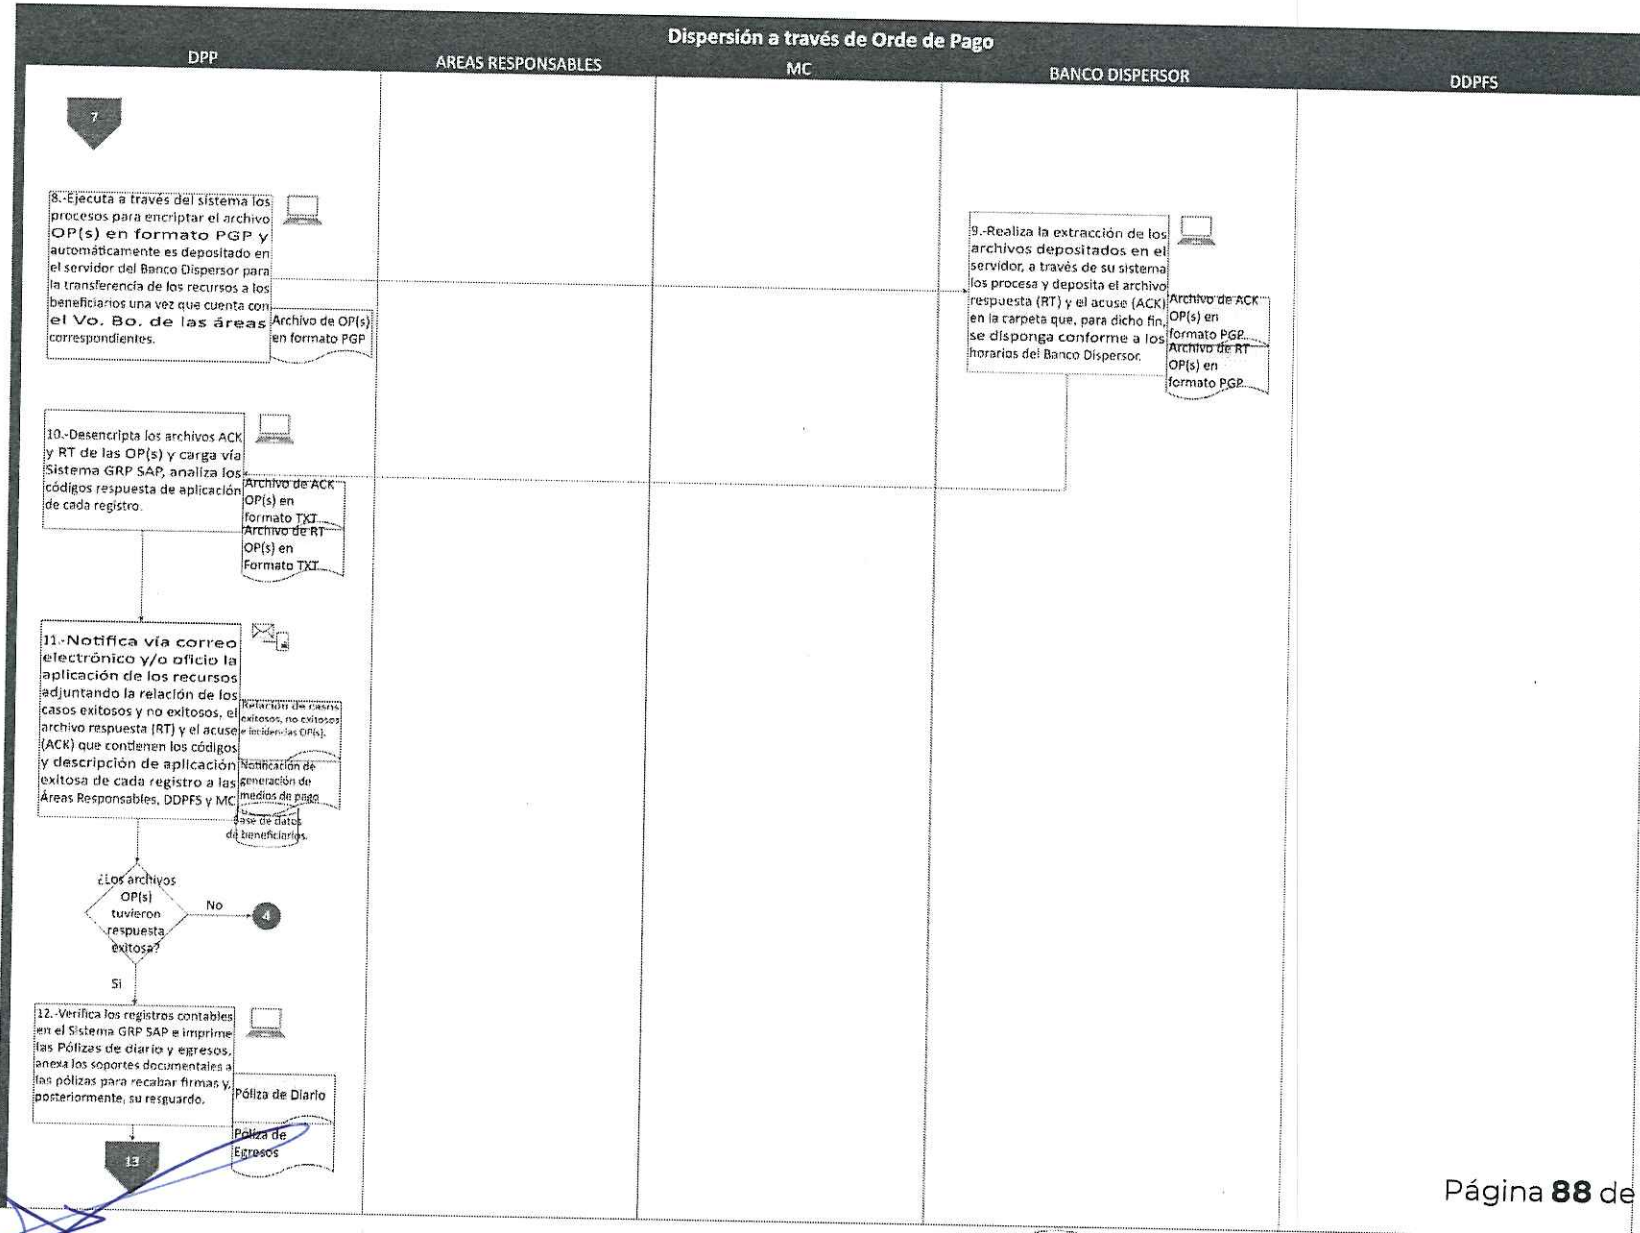 Dispersión a través de Orde de Pago
DPP
AREAS RESPONSABLES
MC
BANCO DISPERSOR
DDPFS
7
8.-Ejecuta a través del sistema los
procesos para encriptar el archivo
OP(s) en formato PGP y
automáticamente es depositado en
el servidor del Banco Dispersor para
la transferencia de los recursos a los
beneficiarios una vez que cuenta con
el Vo. Bo. de las áreas
correspondientes.
Archivo de OP(s)
en formato PGP
9.-Realiza la extracción de los
archivos depositados en el
servidor, a través de su sistema
los procesa y deposita el archivo
respuesta (RT) y el acuse (ACK)
en la carpeta que, para dicho fin,
se disponga conforme a los
horarios del Banco Dispersor.
Archivo de ACK
OP(s) en
formato PGP
Archivo de RT
OP(s) en
formato PGP
10.-Desencripta los archivos ACK
y RT de las OP(s) y carga vía
Sistema GRP SAP, analiza los
códigos respuesta de aplicación
de cada registro.
Archivo de ACK
OP(s) en
formato TXT
Archivo de RT
OP(s) en
Formato TXT
11.-Notifica vía correo
electrónico y/o oficio la
aplicación de los recursos
adjuntando la relación de los
casos exitosos y no exitosos, el
archivo respuesta (RT) y el acuse
(ACK) que contienen los códigos
y descripción de aplicación
exitosa de cada registro a las
Áreas Responsables, DDPFS y MC
Relación de casos
exitosos, no exitosos
e incidencias OP(s).
Notificación de
generación de
medios de pago
Base de datos
de beneficiarios.
¿Los archivos
OP(s)
tuvieron
respuesta
exitosa?
No
4
Si
12.-Verifica los registros contables
en el Sistema GRP SAP e imprime
las Pólizas de diario y egresos,
anexa los soportes documentales a
las pólizas para recabar firmas y,
posteriormente, su resguardo.
Póliza de Diario
Póliza de
Egresos
13
Página 88 de